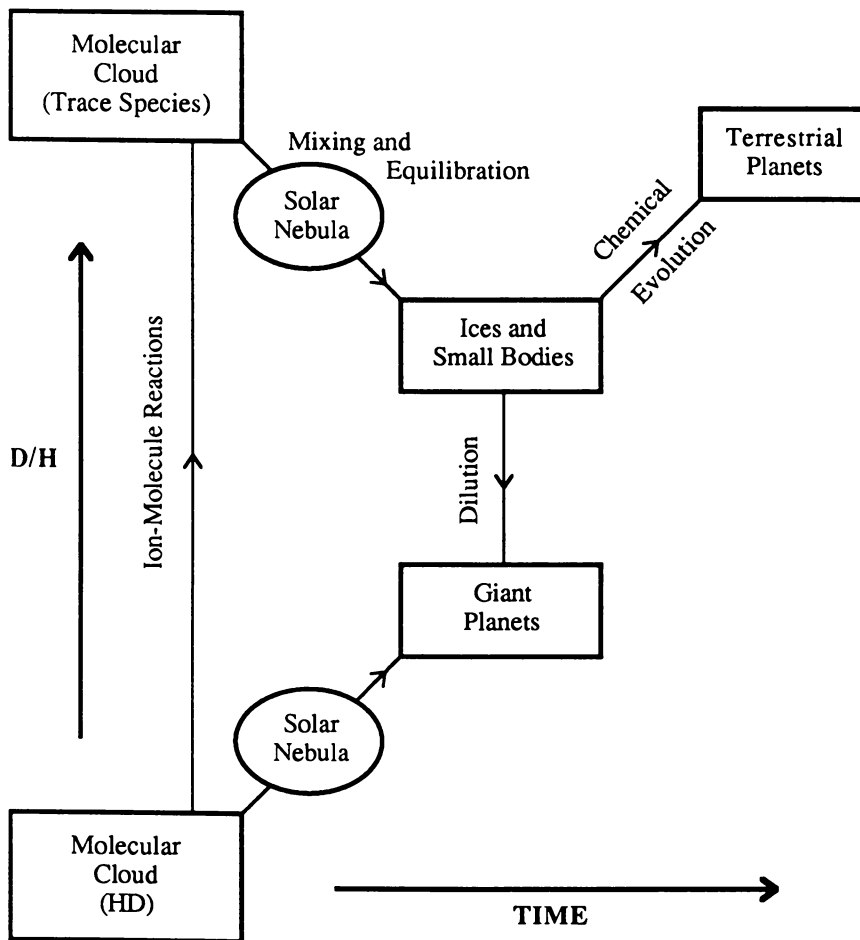 Molecular
Cloud
(Trace Species)
Mixing and
Equilibration
Solar
Nebula
Terrestrial
Planets
Chemical
Evolution
Ices and
Small Bodies
Ion-Molecule Reactions
D/H
Dilution
Giant
Planets
Solar
Nebula
Molecular
Cloud
(HD)
TIME